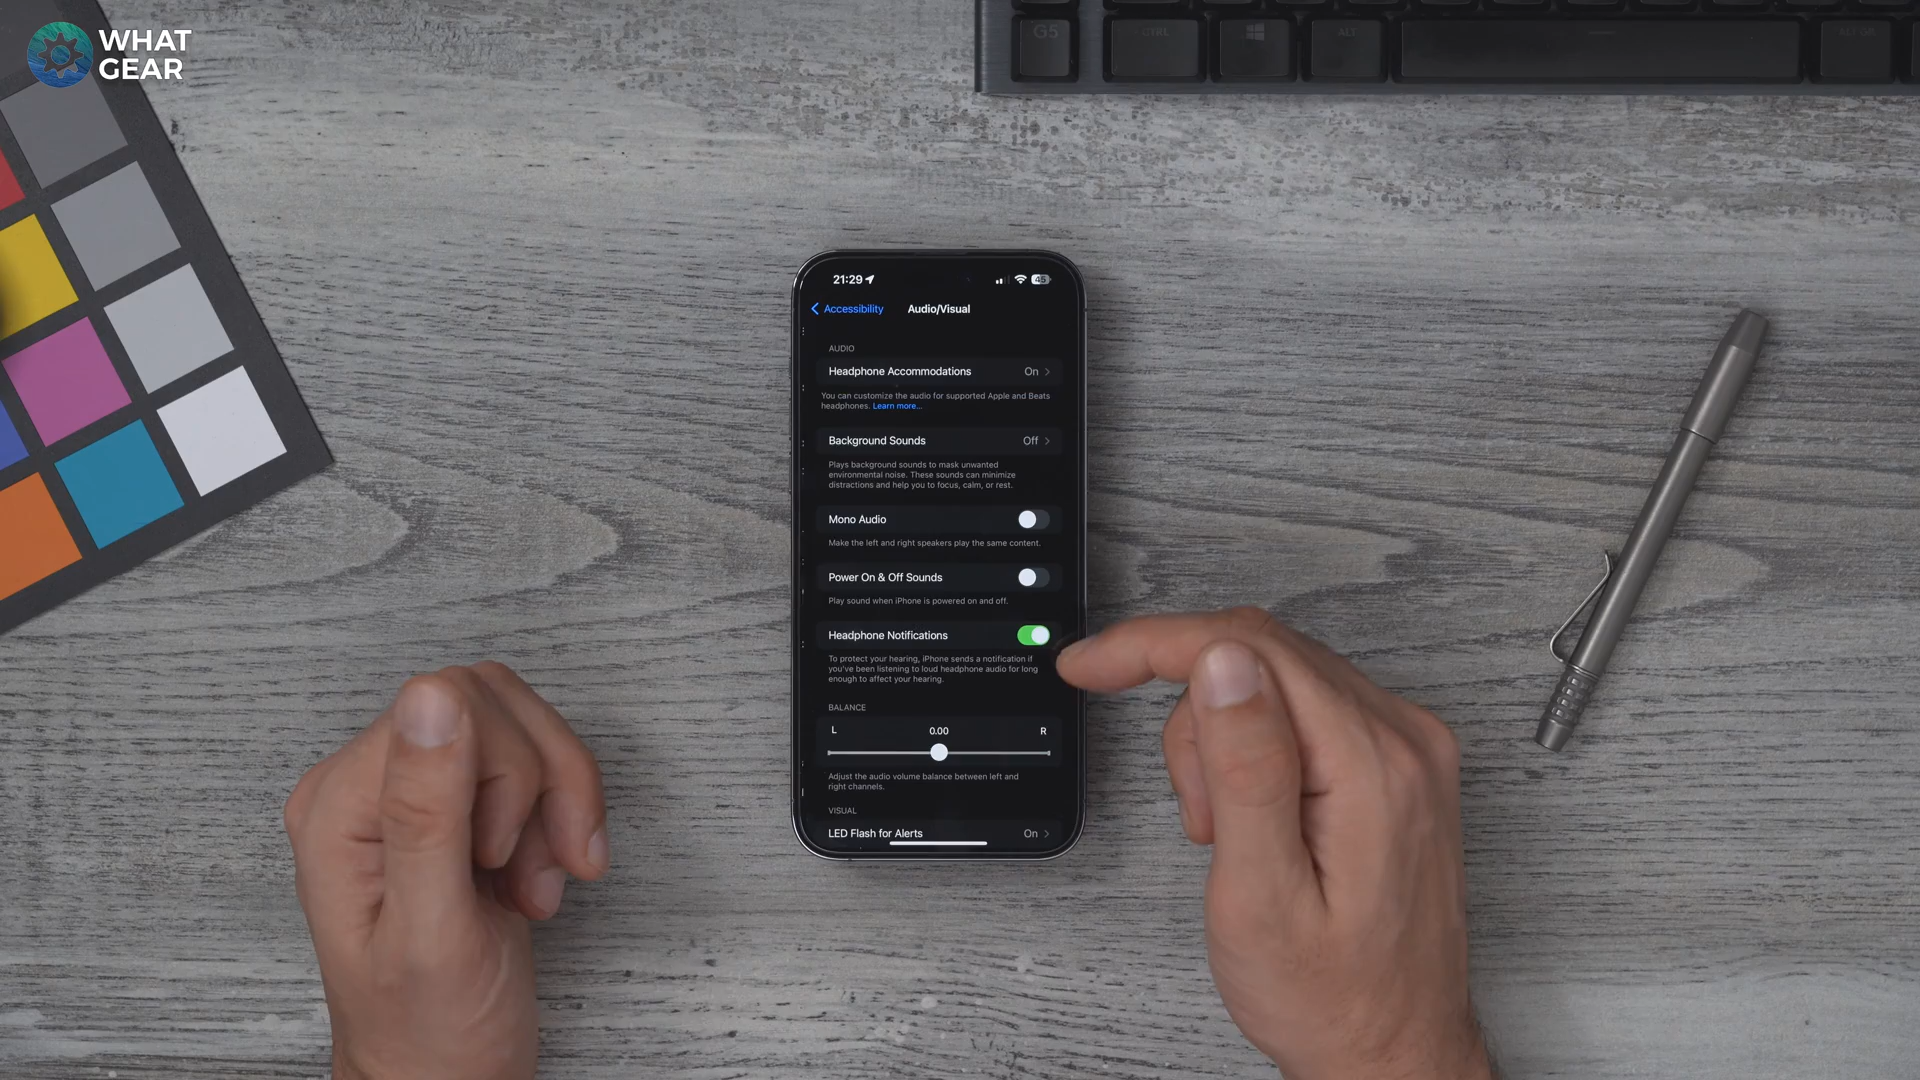 WHAT
GEAR
G5
CTRL
ALT
ALT GR
21:29
45
Accessibility
Audio/Visual
AUDIO
Headphone Accommodations On
You can customize the audio for supported Apple and Beats
headphones. Learn more...
Background Sounds Off
Plays background sounds to mask unwanted
environmental noise. These sounds can minimize
distractions and help you to focus, calm, or rest.
Mono Audio
Make the left and right speakers play the same content.
Power On & Off Sounds
Play sound when iPhone is powered on and off.
Headphone Notifications
To protect your hearing, iPhone sends a notification if
you've been listening to loud headphone audio for long
enough to affect your hearing.
BALANCE
L 0.00 R
Adjust the audio volume balance between left and
right channels.
VISUAL
LED Flash for Alerts On